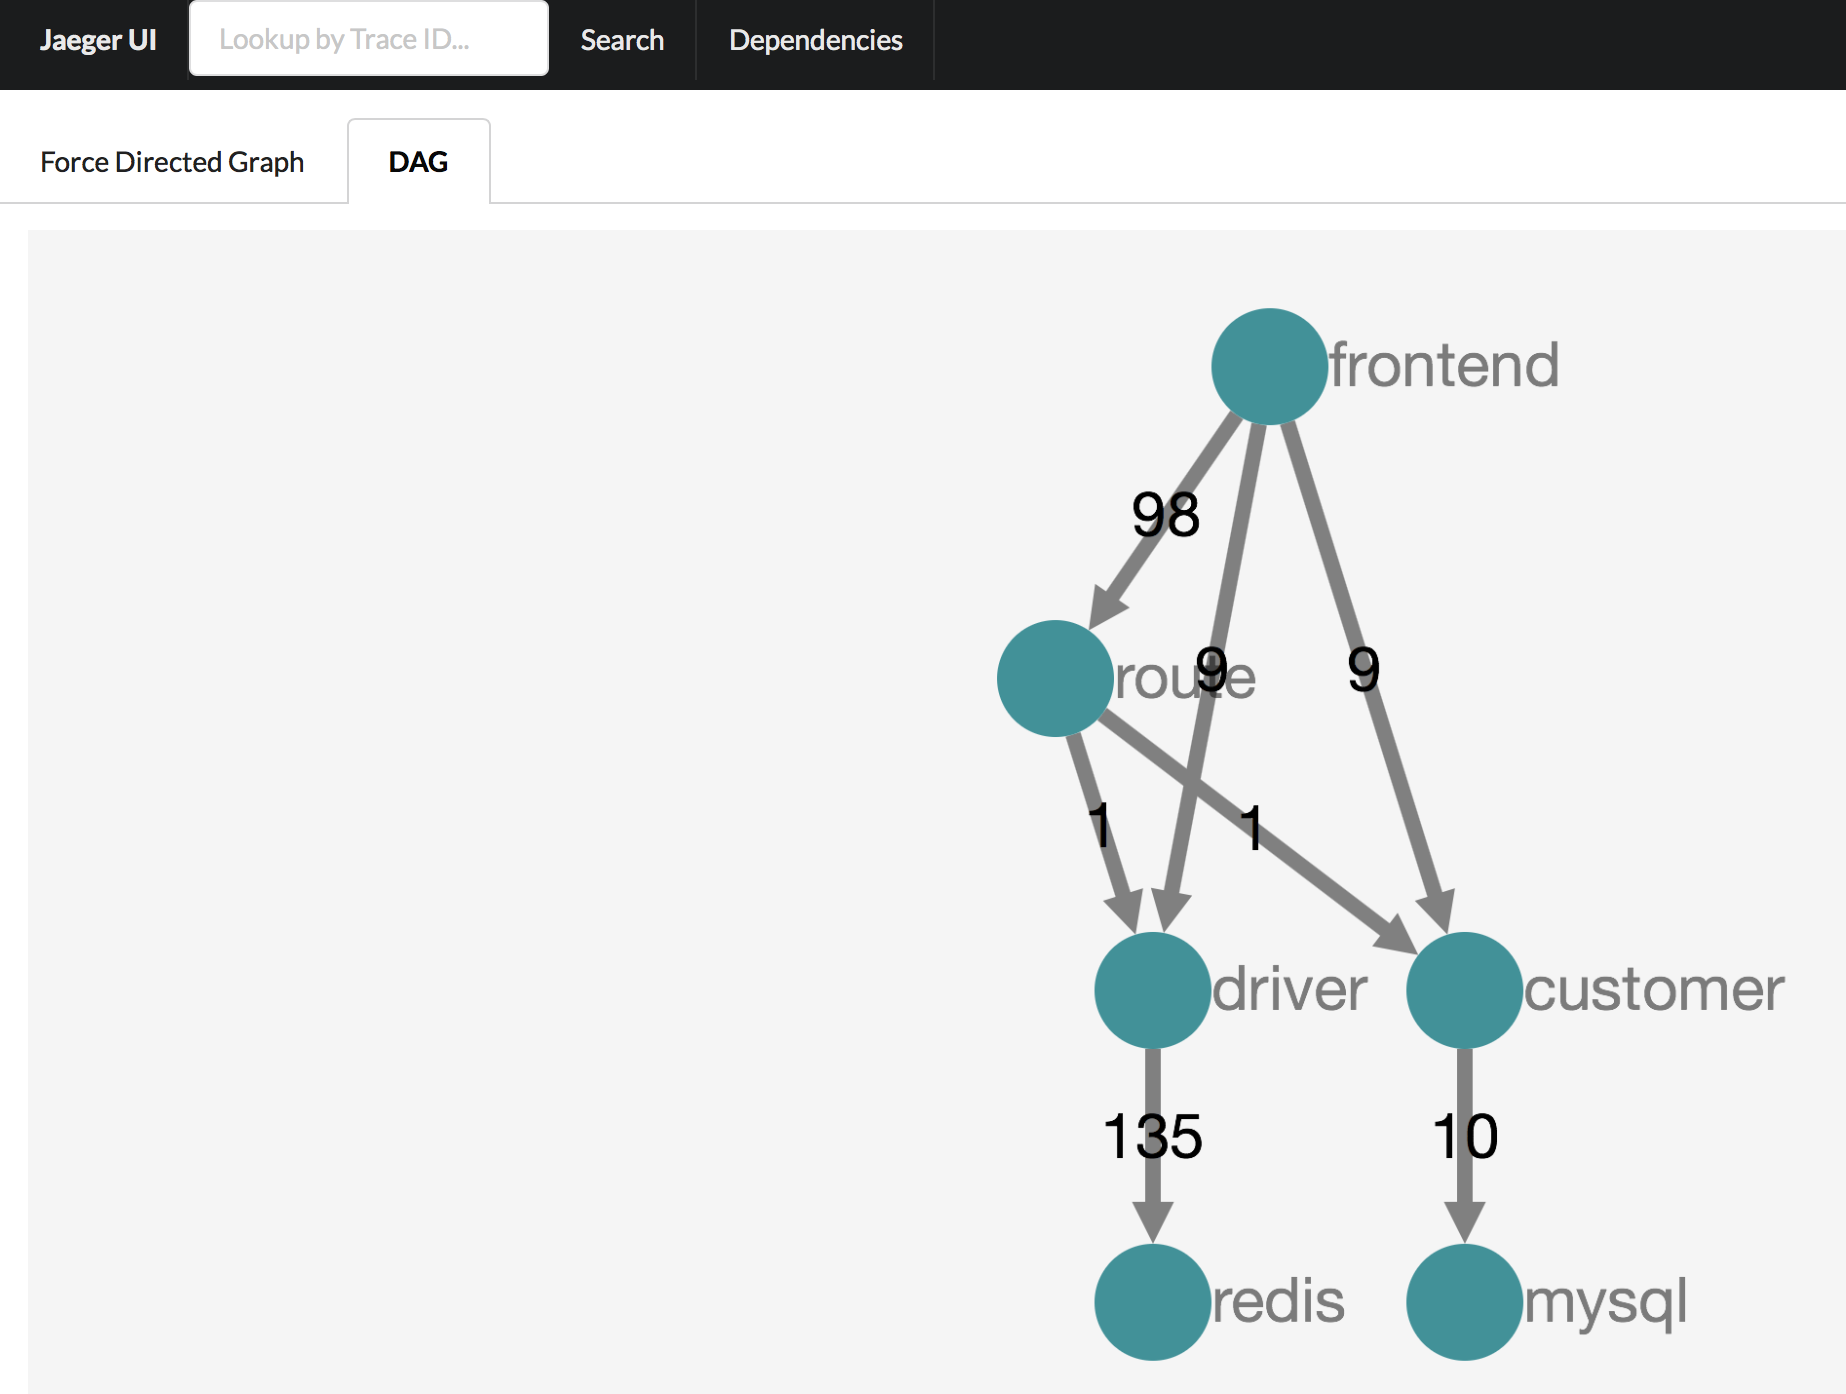 Jaeger UI
Lookup by Trace ID...
Search
Dependencies
Force Directed Graph
DAG
frontend
98
route
9
9
1
1
driver
customer
135
10
redis
mysql